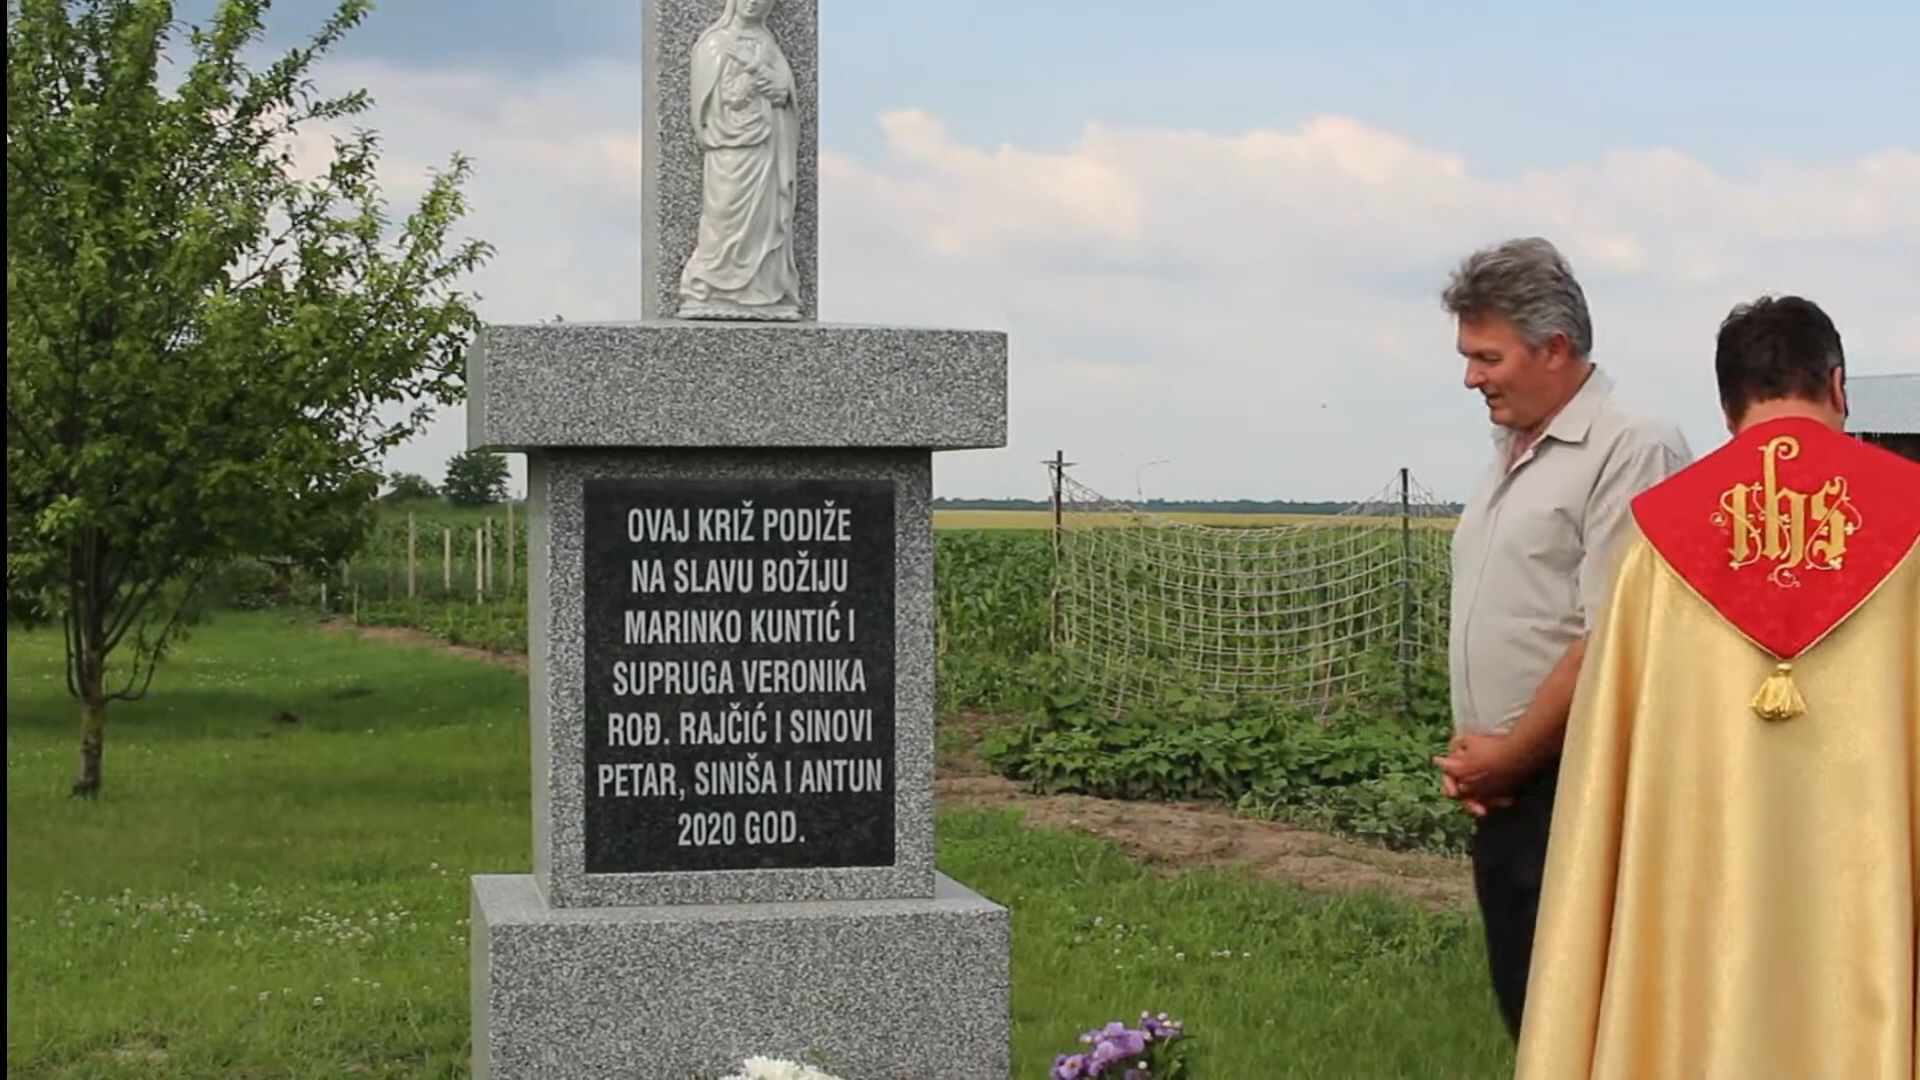 OVAJ KRIŽ PODIŽE
NA SLAVU BOŽIJU
MARINKO KUNTIĆ I
SUPRUGA VERONIKA
ROĐ. RAJČIĆ I SINOVI
PETAR, SINIŠA I ANTUN
2020 GOD.
ihs